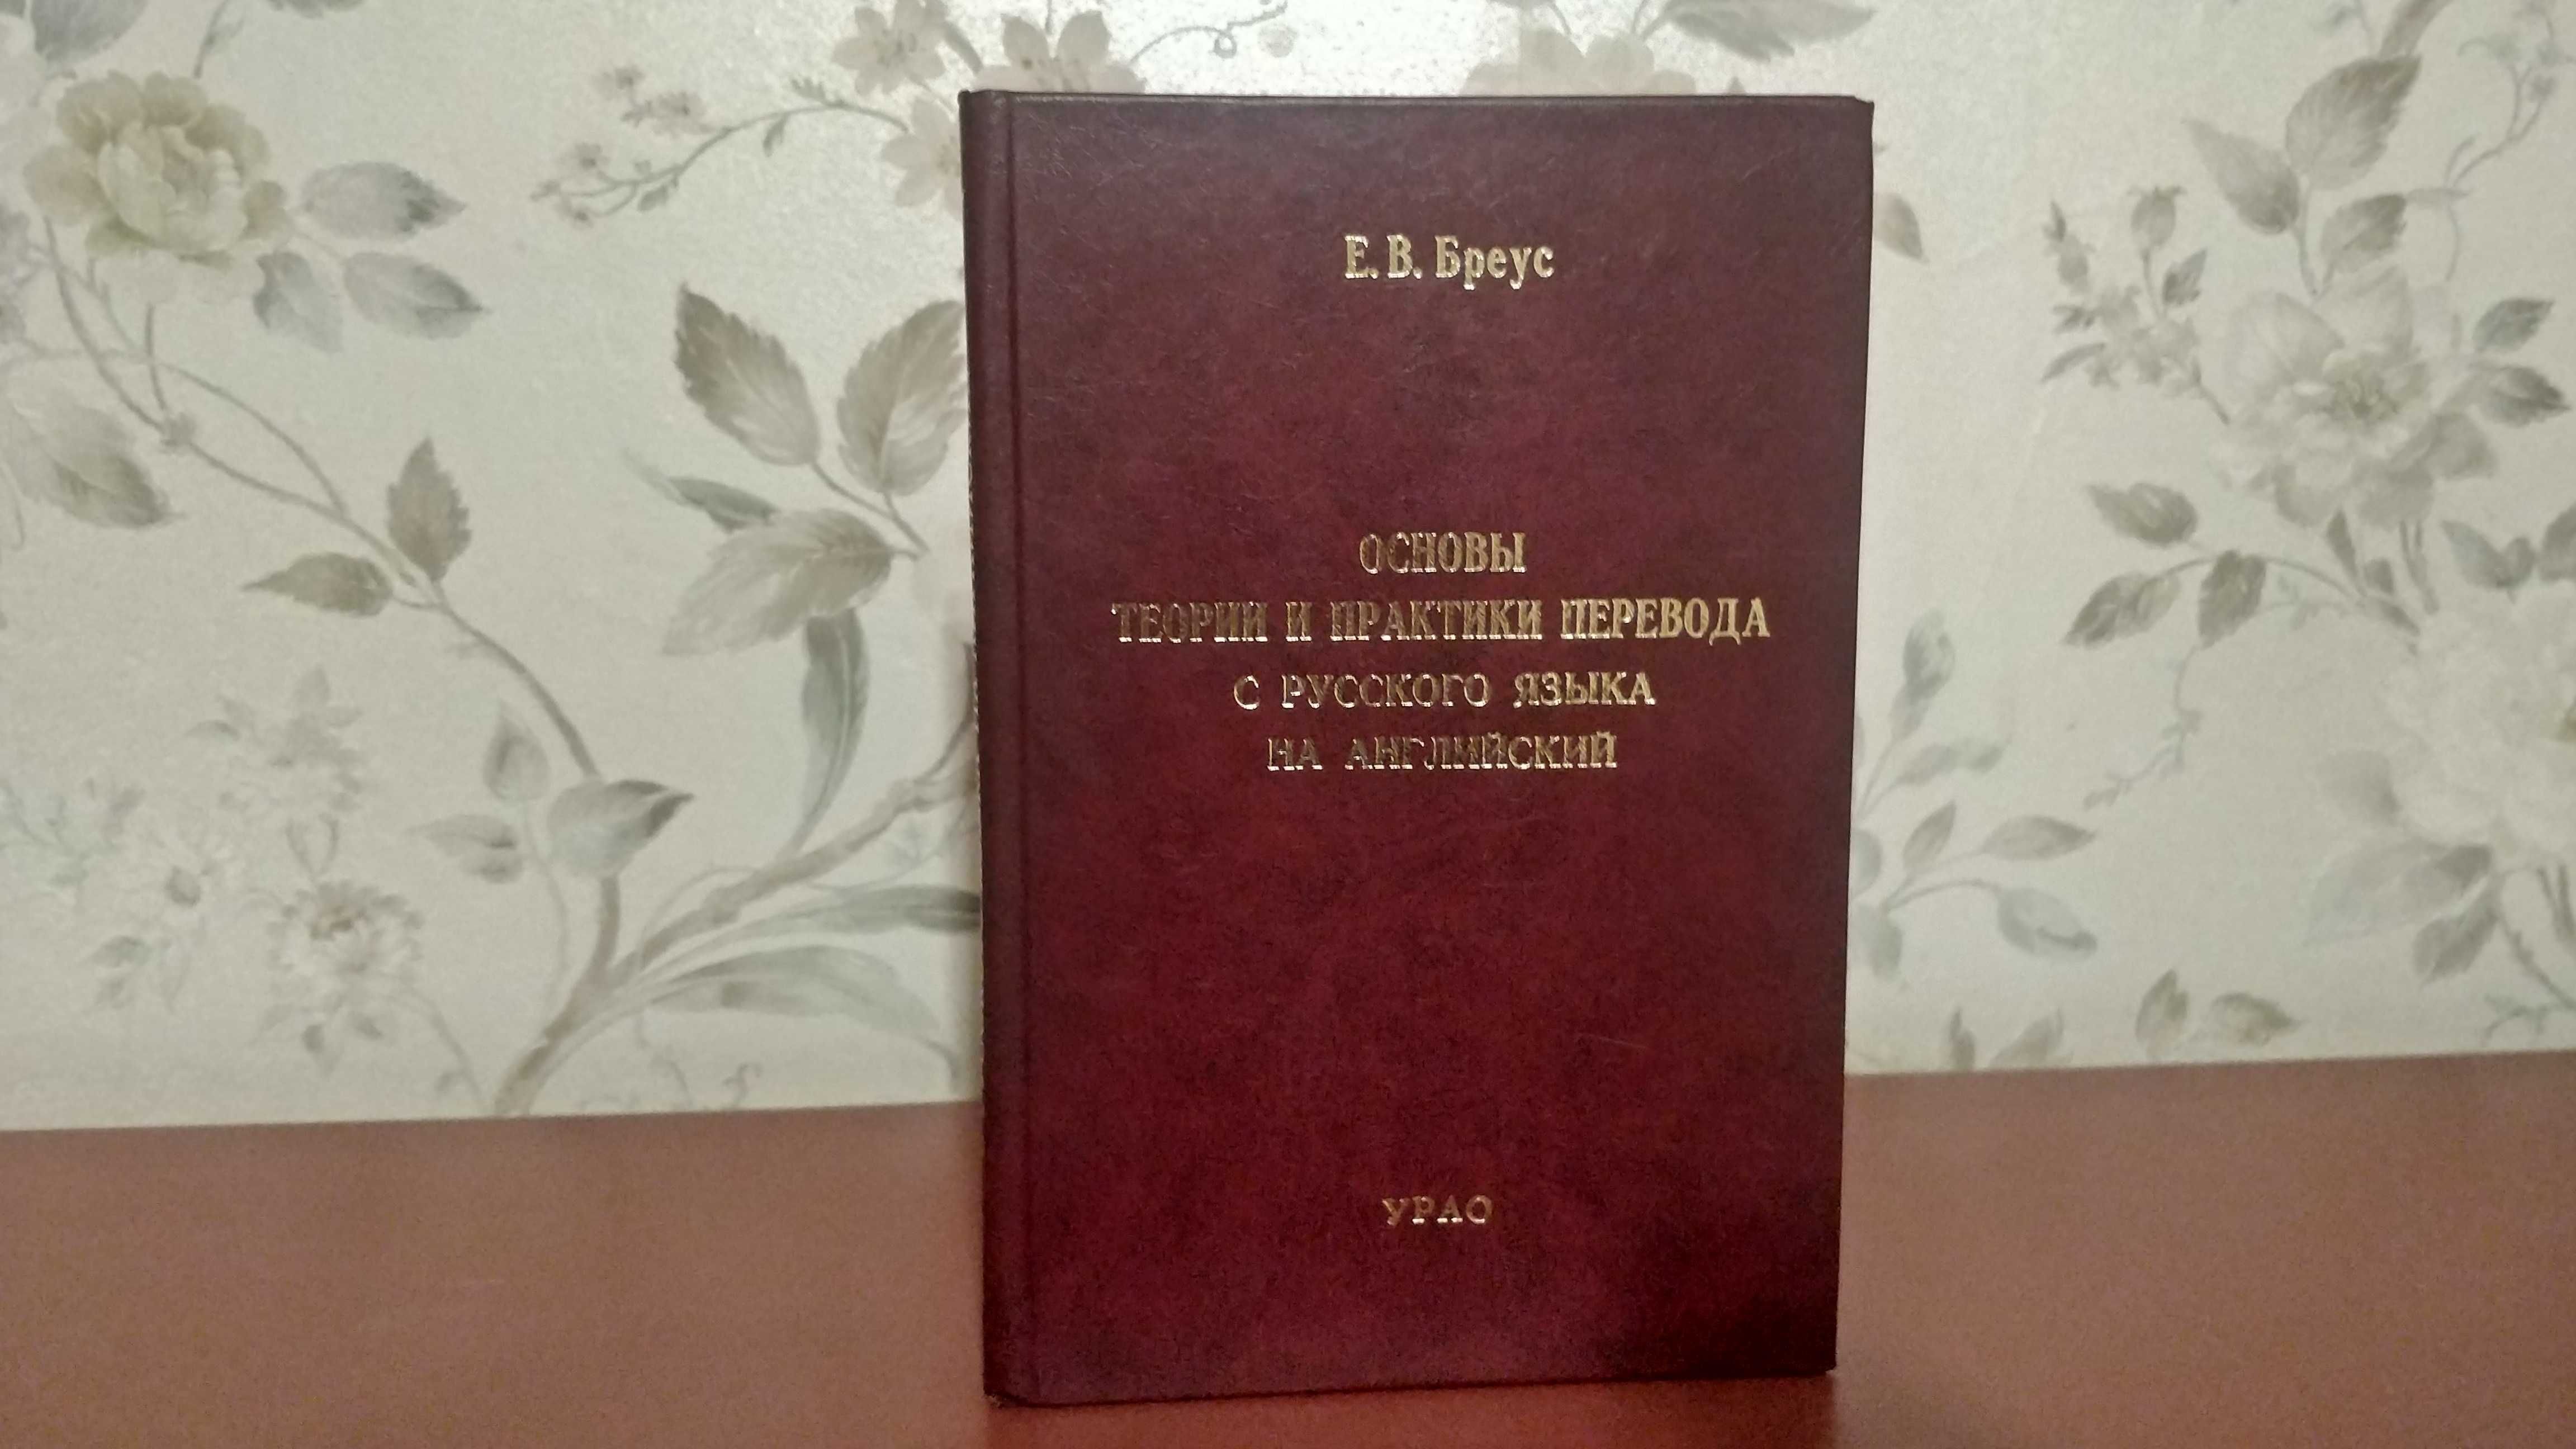 Е. В. Бреус
ОСНОВЫ
ТЕОРИИ И ПРАКТИКИ ПЕРЕВОДА
С РУССКОГО ЯЗЫКА
НА АНГЛИЙСКИЙ
УРАО